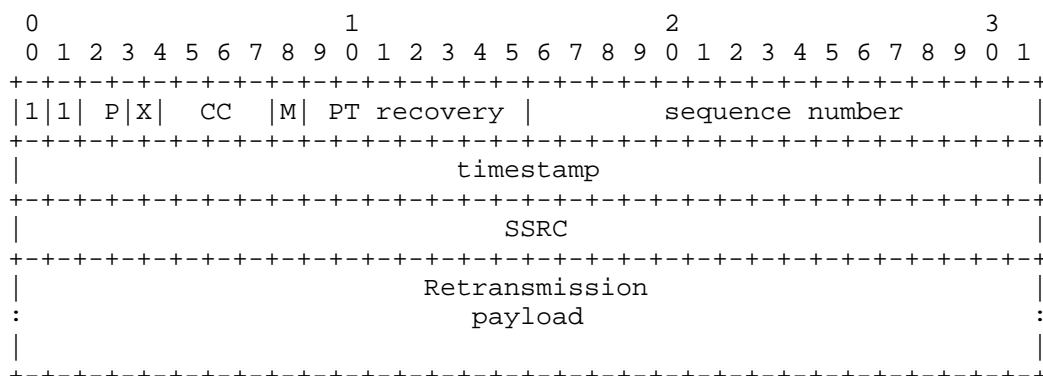 0                   1                   2                   3
 0 1 2 3 4 5 6 7 8 9 0 1 2 3 4 5 6 7 8 9 0 1 2 3 4 5 6 7 8 9 0 1
+-+-+-+-+-+-+-+-+-+-+-+-+-+-+-+-+-+-+-+-+-+-+-+-+-+-+-+-+-+-+-+-+
|1|1| P|X|  CC   |M| PT recovery |        sequence number        |
+-+-+-+-+-+-+-+-+-+-+-+-+-+-+-+-+-+-+-+-+-+-+-+-+-+-+-+-+-+-+-+-+
|                           timestamp                           |
+-+-+-+-+-+-+-+-+-+-+-+-+-+-+-+-+-+-+-+-+-+-+-+-+-+-+-+-+-+-+-+-+
|                              SSRC                             |
+-+-+-+-+-+-+-+-+-+-+-+-+-+-+-+-+-+-+-+-+-+-+-+-+-+-+-+-+-+-+-+-+
|                         Retransmission                        |
:                            payload                            :
|                                                               |
+-+-+-+-+-+-+-+-+-+-+-+-+-+-+-+-+-+-+-+-+-+-+-+-+-+-+-+-+-+-+-+-+